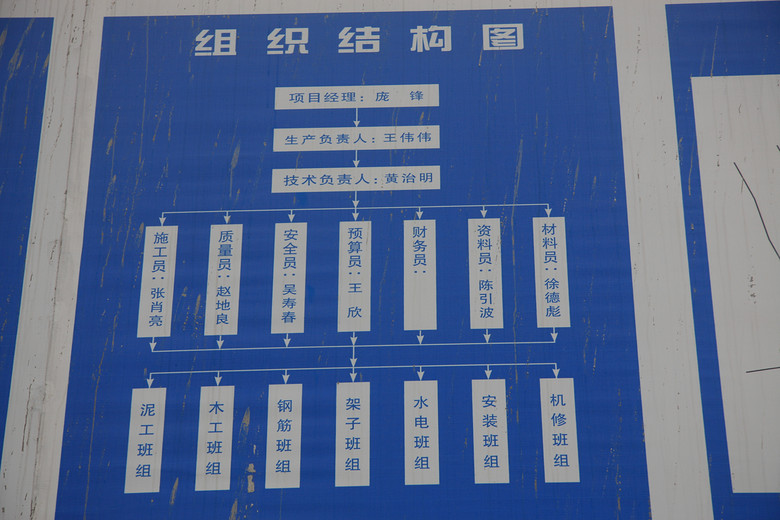 组织结构图
项目经理：庞 锋
生产负责人：王伟伟
技术负责人：黄治明
施工员：张肖亮
质量员：赵地良
安全员：吴寿春
预算员：王 欣
财务员：
资料员：陈引波
材料员：徐德彪
泥工班组
木工班组
钢筋班组
架子班组
水电班组
安装班组
机修班组